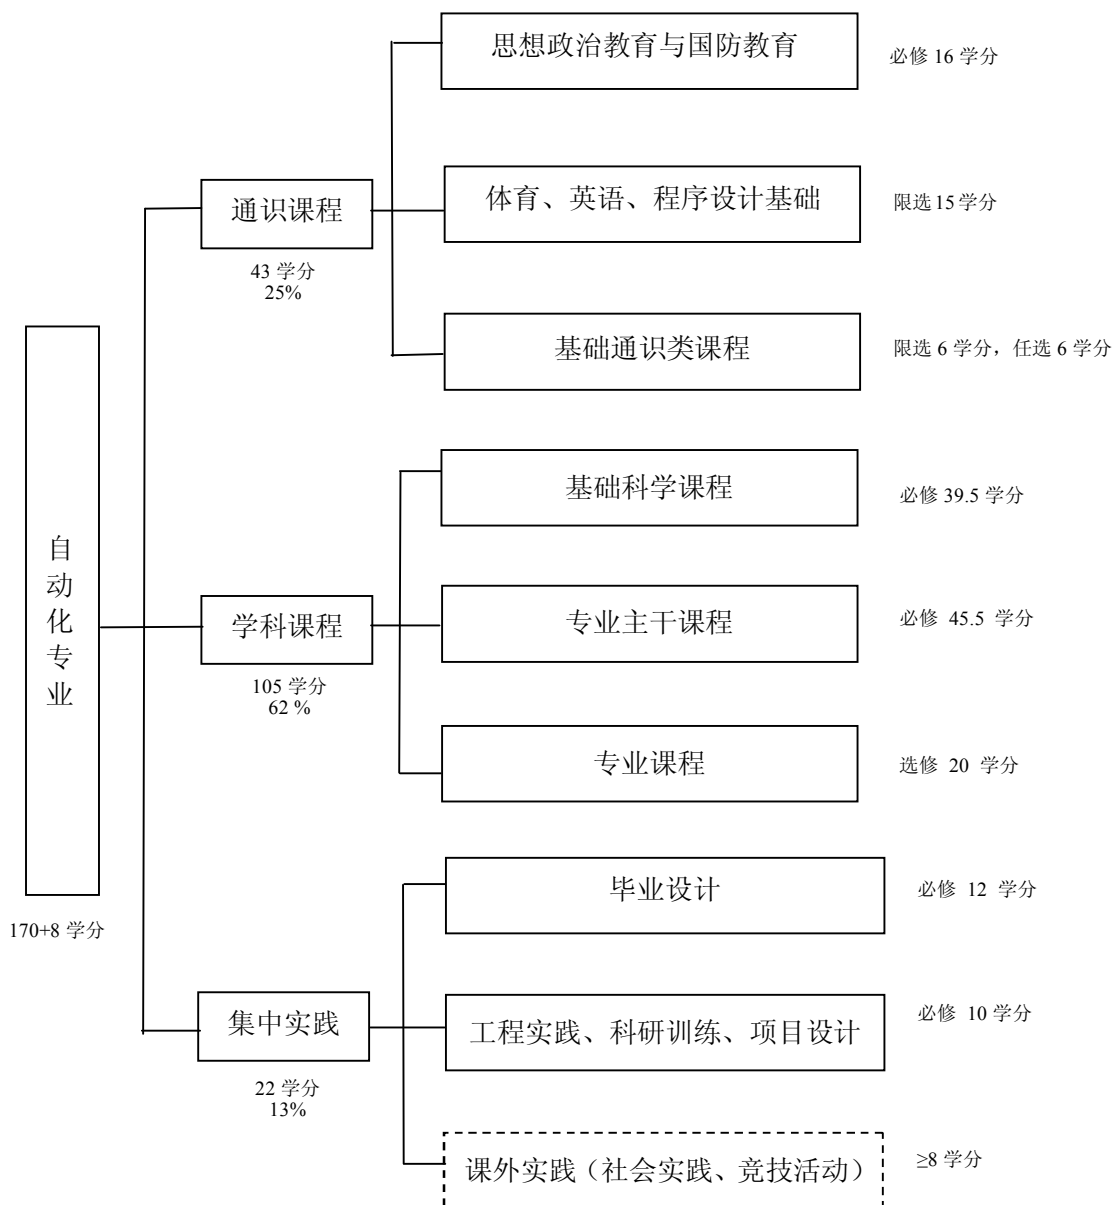 思想政治教育与国防教育
必修 16 学分
通识课程
43 学分
25%
体育、英语、程序设计基础
限选 15 学分
基础通识类课程
限选 6 学分，任选 6 学分
自动化专业
170+8 学分
学科课程
105 学分
62 %
基础科学课程
必修 39.5 学分
专业主干课程
必修 45.5 学分
专业课程
选修 20 学分
集中实践
22 学分
13%
毕业设计
必修 12 学分
工程实践、科研训练、项目设计
必修 10 学分
课外实践（社会实践、竞技活动）
≥8 学分